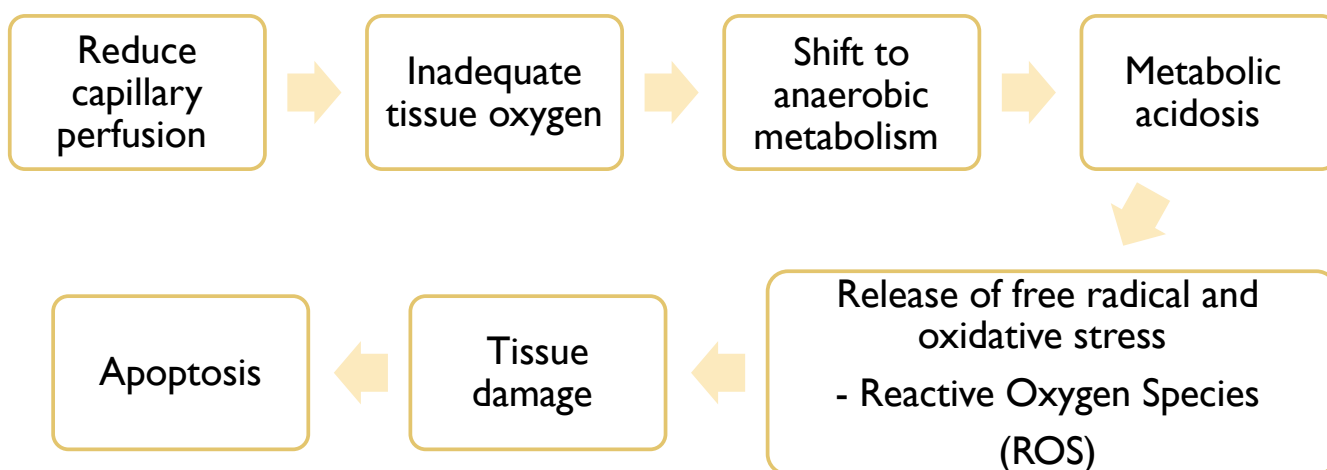 Reduce
capillary
perfusion
Inadequate
tissue oxygen
Shift to
anaerobic
metabolism
Metabolic
acidosis
Release of free radical and
oxidative stress
- Reactive Oxygen Species
(ROS)
Tissue
damage
Apoptosis